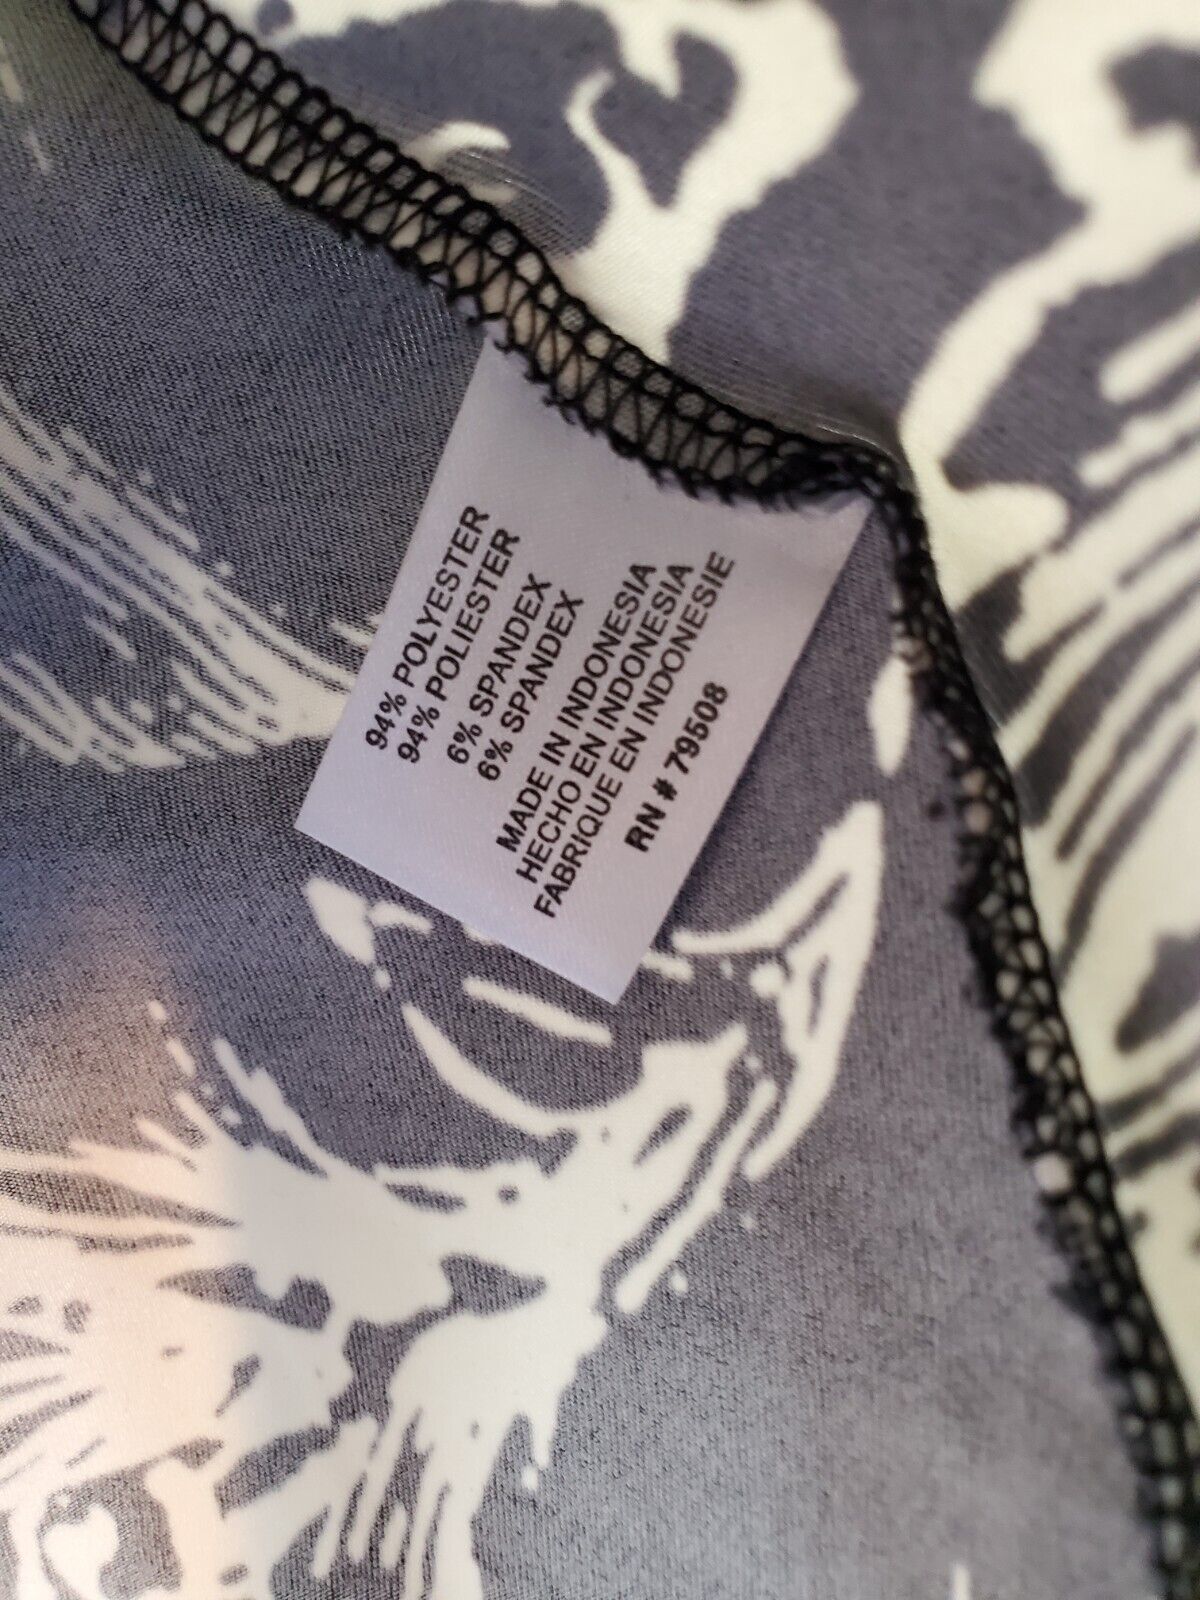 94% POLYESTER
94% POLIESTER
6% SPANDEX
6% SPANDEX
MADE IN INDONESIA
HECHO EN INDONESIA
FABRIQUE EN INDONESIE
RN # 79508